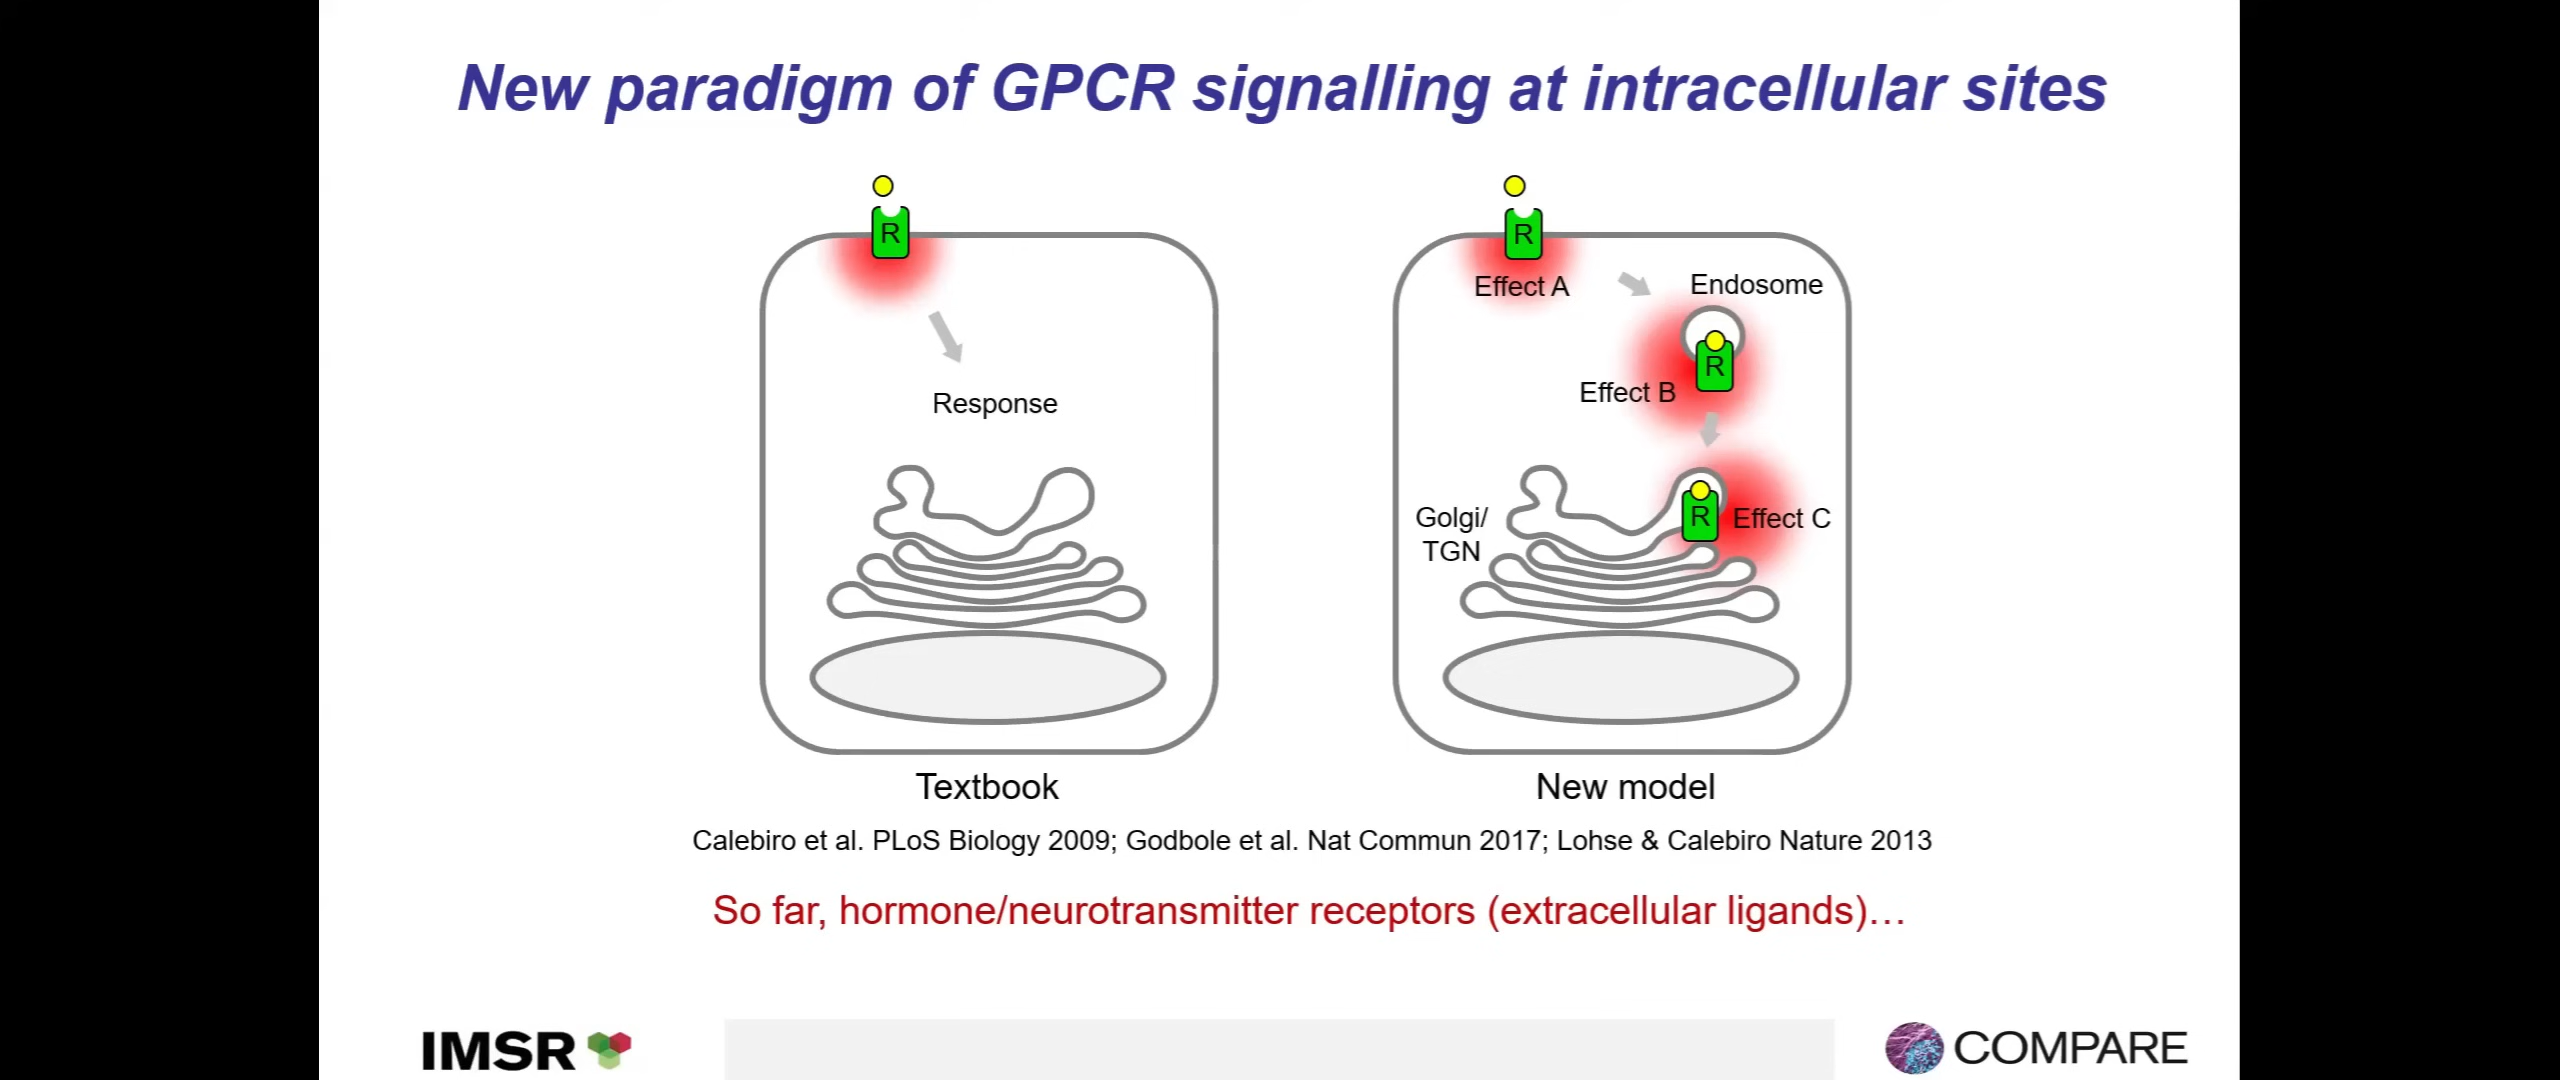 New paradigm of GPCR signalling at intracellular sites
R
Response
Textbook
R
Effect A
Endosome
R
Effect B
Golgi/
TGN
R
Effect C
New model
Calebiro et al. PLoS Biology 2009; Godbole et al. Nat Commun 2017; Lohse & Calebiro Nature 2013
So far, hormone/neurotransmitter receptors (extracellular ligands)…
IMSR
COMPARE